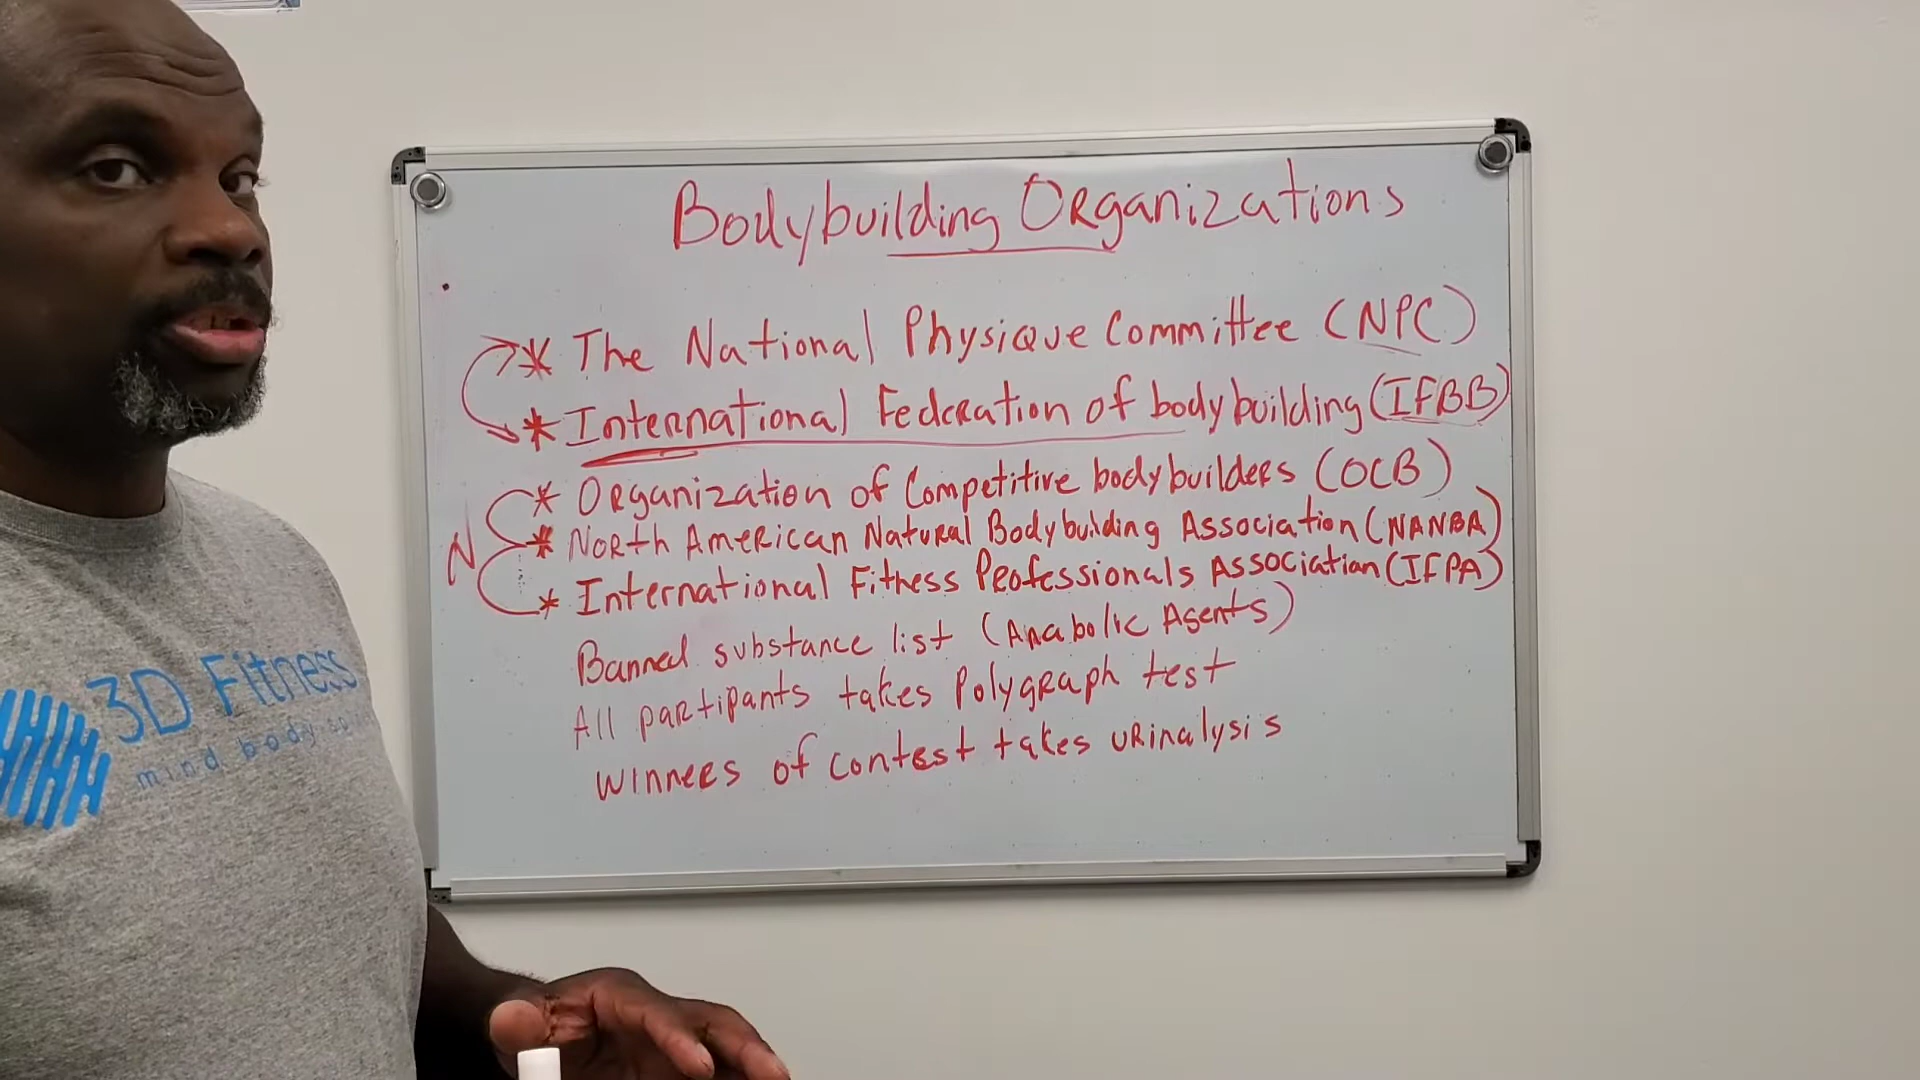 Bodybuilding Organizations
* The National Physique Committee (NPC)
* International Federation of bodybuilding (IFBB)
* Organization of Competitive bodybuilders (OCB)
N
* North American Natural Bodybuilding Association (NANBA)
* International Fitness Professionals Association (IFPA)
Banned substance list (Anabolic Agents)
All partipants takes Polygraph test
winners of contest takes urinalysis
3D Fitness
mind body